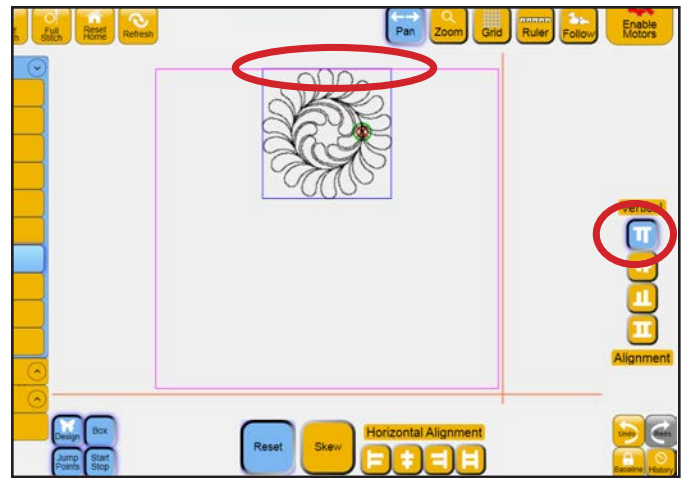 Full
Stitch
Reset
Home
Refresh
Pan
Zoom
Grid
Ruler
Follow
Enable
Motors
Vertical
Alignment
Design
Box
Jump
Points
Start
Stop
Reset
Skew
Horizontal Alignment
Undo
Redo
Baseline
History